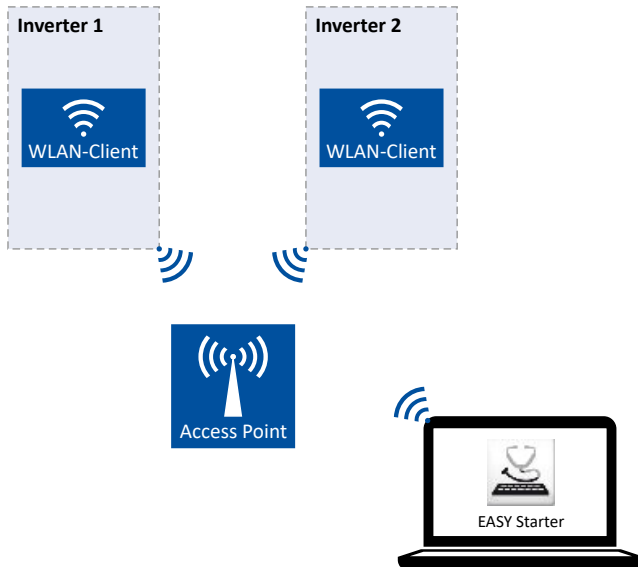 Inverter 1
Inverter 2
WLAN-Client
WLAN-Client
Access Point
EASY Starter